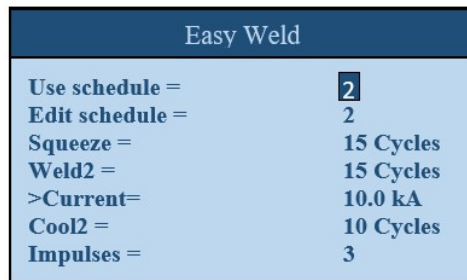 Easy Weld
Use schedule = 2
Edit schedule = 2
Squeeze = 15 Cycles
Weld2 = 15 Cycles
>Current= 10.0 kA
Cool2 = 10 Cycles
Impulses = 3